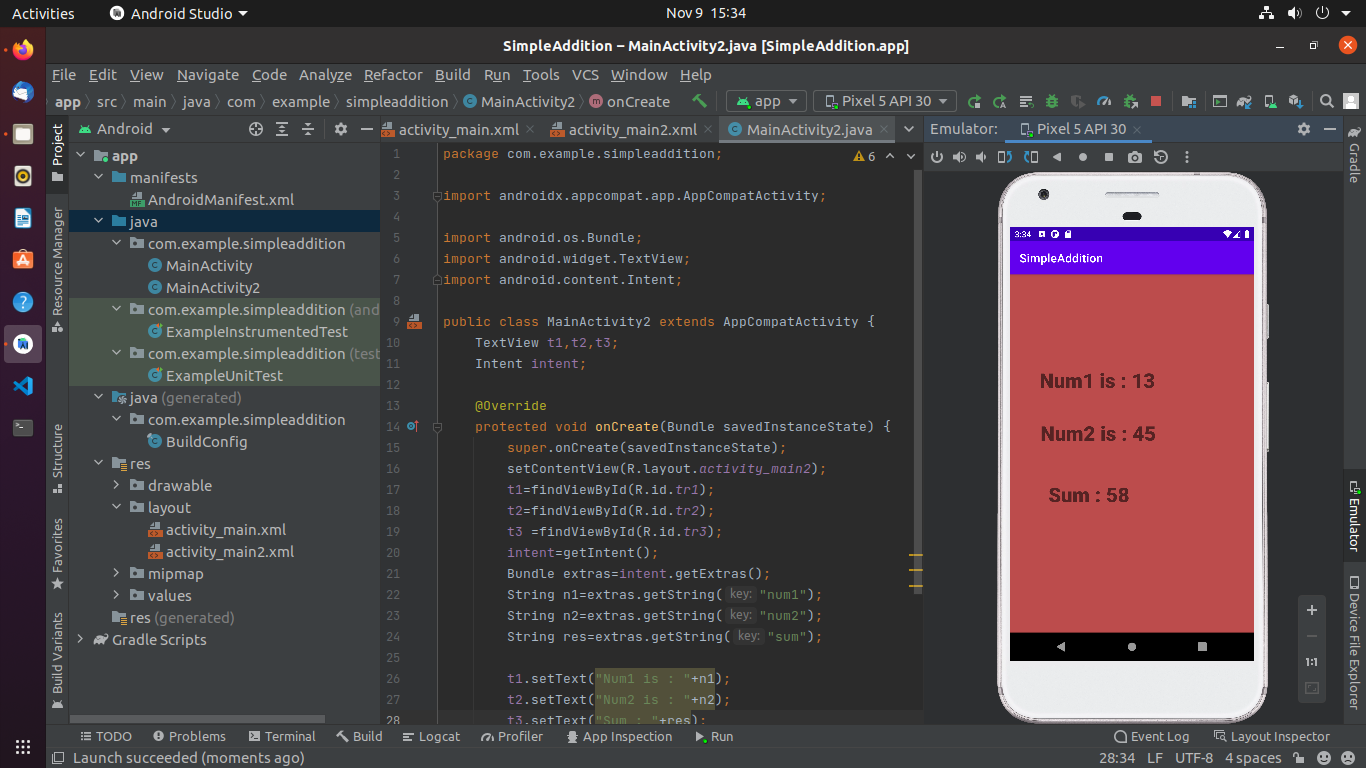 Activities Android Studio Nov 9 15:34
SimpleAddition – MainActivity2.java [SimpleAddition.app]
File Edit View Navigate Code Analyze Refactor Build Run Tools VCS Window Help
app src main java com example simpleaddition MainActivity2 onCreate app Pixel 5 API 30
Project
Resource Manager
Structure
Favorites
Build Variants
Android
app
manifests
AndroidManifest.xml
java
com.example.simpleaddition
MainActivity
MainActivity2
com.example.simpleaddition (and
ExampleInstrumentedTest
com.example.simpleaddition (test
ExampleUnitTest
java (generated)
com.example.simpleaddition
BuildConfig
res
drawable
layout
activity_main.xml
activity_main2.xml
mipmap
values
res (generated)
Gradle Scripts
activity_main.xml activity_main2.xml MainActivity2.java
6
1 package com.example.simpleaddition;
2
3 import androidx.appcompat.app.AppCompatActivity;
4
5 import android.os.Bundle;
6 import android.widget.TextView;
7 import android.content.Intent;
8
9 public class MainActivity2 extends AppCompatActivity {
10 TextView t1,t2,t3;
11 Intent intent;
12
13 @Override
14 protected void onCreate(Bundle savedInstanceState) {
15 super.onCreate(savedInstanceState);
16 setContentView(R.layout.activity_main2);
17 t1=findViewById(R.id.tr1);
18 t2=findViewById(R.id.tr2);
19 t3 =findViewById(R.id.tr3);
20 intent=getIntent();
21 Bundle extras=intent.getExtras();
22 String n1=extras.getString( key: "num1");
23 String n2=extras.getString( key: "num2");
24 String res=extras.getString( key: "sum");
25
26 t1.setText("Num1 is : "+n1);
27 t2.setText("Num2 is : "+n2);
28 t3.setText("Sum : "+res);
Emulator: Pixel 5 API 30
3:34
SimpleAddition
Num1 is : 13
Num2 is : 45
Sum : 58
1:1
Gradle
Emulator
Device File Explorer
TODO Problems Terminal Build Logcat Profiler App Inspection Run Event Log Layout Inspector
Launch succeeded (moments ago) 28:34 LF UTF-8 4 spaces